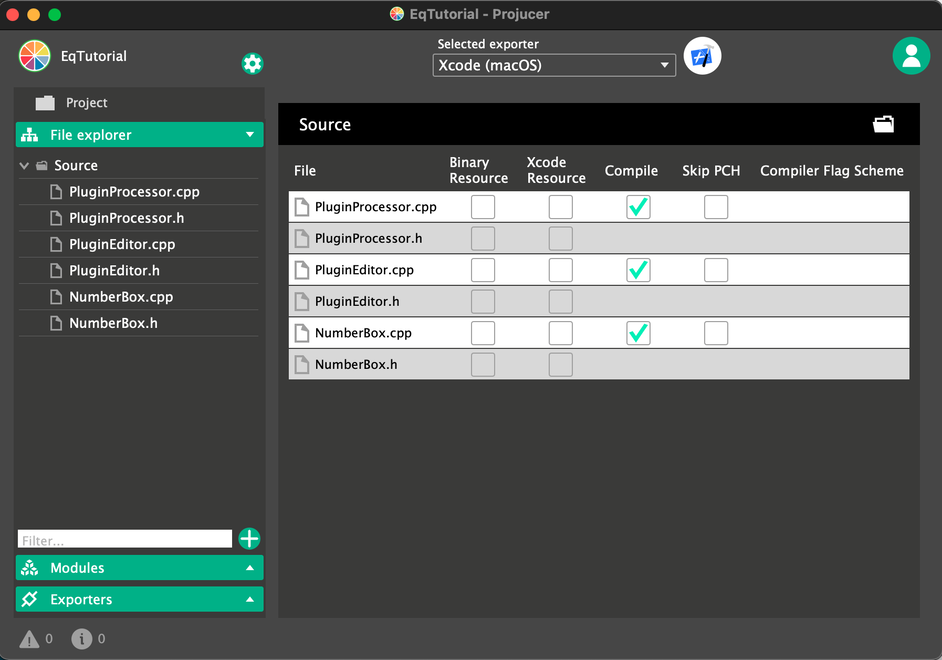 EqTutorial - Projucer
EqTutorial
Selected exporter
Xcode (macOS)
Project
File explorer
Source
PluginProcessor.cpp
PluginProcessor.h
PluginEditor.cpp
PluginEditor.h
NumberBox.cpp
NumberBox.h
Filter...
Modules
Exporters
0
0
Source
File
Binary
Resource
Xcode
Resource
Compile
Skip PCH
Compiler Flag Scheme
PluginProcessor.cpp
PluginProcessor.h
PluginEditor.cpp
PluginEditor.h
NumberBox.cpp
NumberBox.h